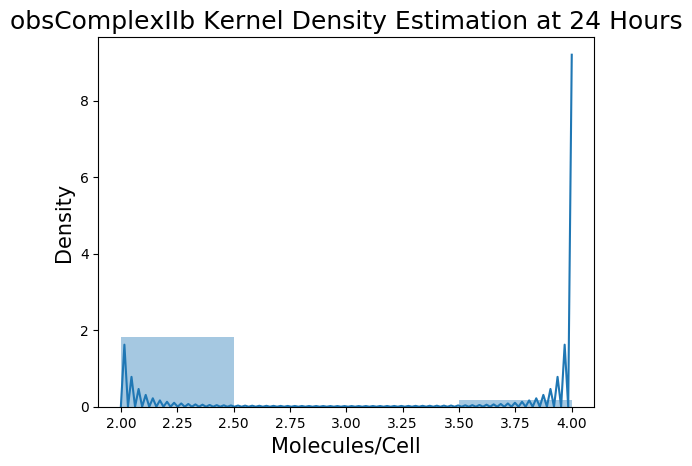 obsComplexIIb Kernel Density Estimation at 24 Hours
Density
8
6
4
2
0
2.00 2.25 2.50 2.75 3.00 3.25 3.50 3.75 4.00
Molecules/Cell